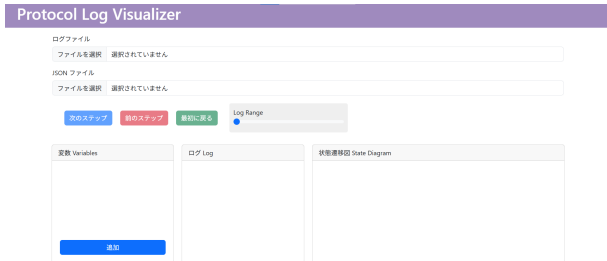 Protocol Log Visualizer
ログファイル
ファイルを選択 選択されていません
JSON ファイル
ファイルを選択 選択されていません
次のステップ 前のステップ 最初に戻る Log Range
変数 Variables ログ Log 状態遷移図 State Diagram
追加